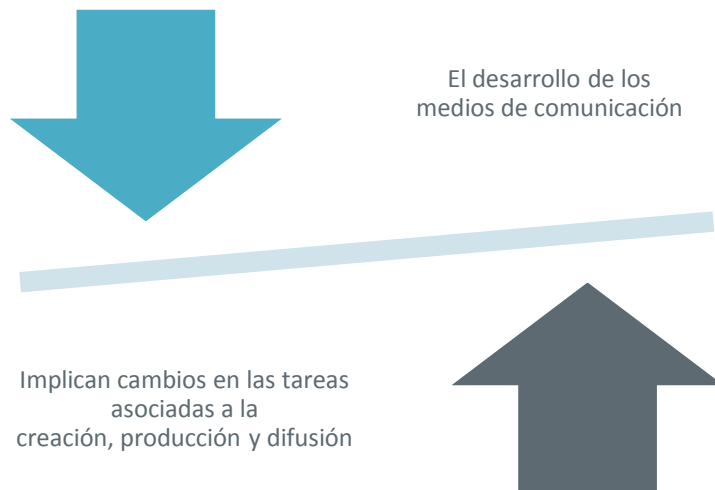 El desarrollo de los
medios de comunicación
Implican cambios en las tareas
asociadas a la
creación, producción y difusión